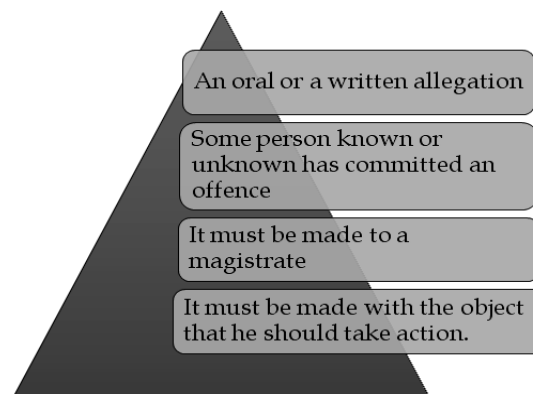 An oral or a written allegation
Some person known or
unknown has committed an
offence
It must be made to a
magistrate
It must be made with the object
that he should take action.